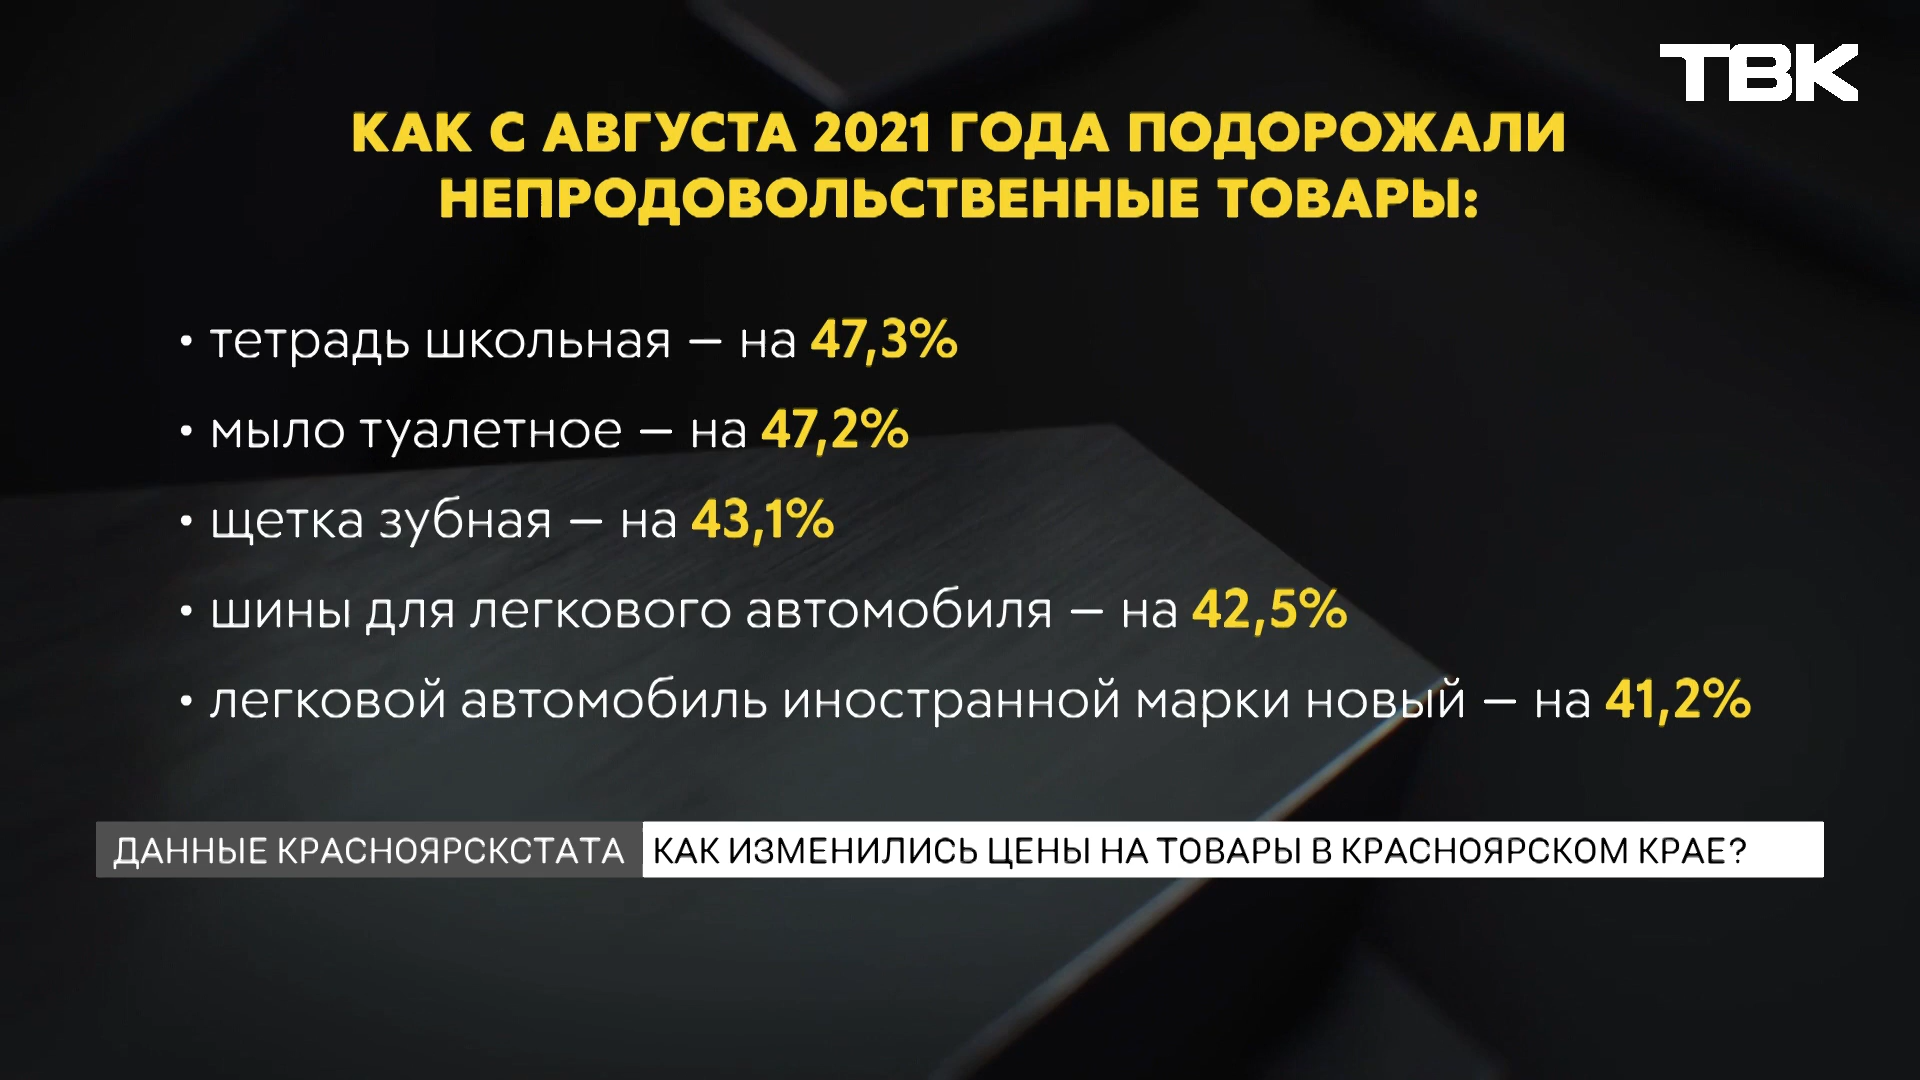 ТВК
КАК С АВГУСТА 2021 ГОДА ПОДОРОЖАЛИ
НЕПРОДОВОЛЬСТВЕННЫЕ ТОВАРЫ:
• тетрадь школьная – на 47,3%
• мыло туалетное – на 47,2%
• щетка зубная – на 43,1%
• шины для легкового автомобиля – на 42,5%
• легковой автомобиль иностранной марки новый – на 41,2%
ДАННЫЕ КРАСНОЯРСКСТАТА КАК ИЗМЕНИЛИСЬ ЦЕНЫ НА ТОВАРЫ В КРАСНОЯРСКОМ КРАЕ?